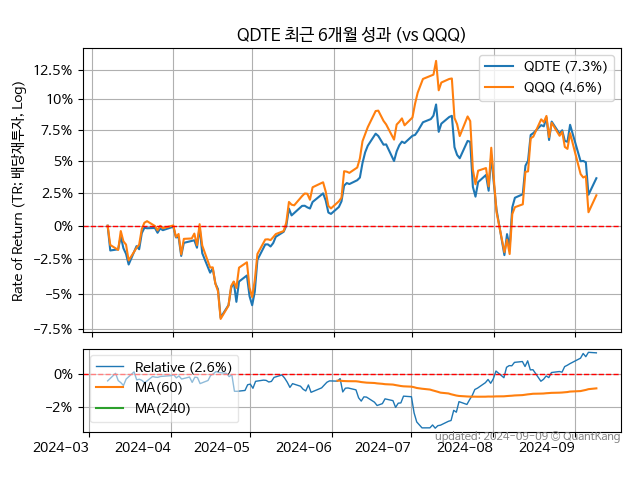 QDTE 최근 6개월 성과 (vs QQQ)
Rate of Return (TR: 배당재투자, Log)
12.5%
10%
7.5%
5%
2.5%
0%
−2.5%
−5%
−7.5%
QDTE (7.3%)
QQQ (4.6%)
0%
−2%
Relative (2.6%)
MA(60)
MA(240)
2024−03
2024−04
2024−05
2024−06
2024−07
2024−08
2024−09
updated: 2024−09−09 © QuantKang